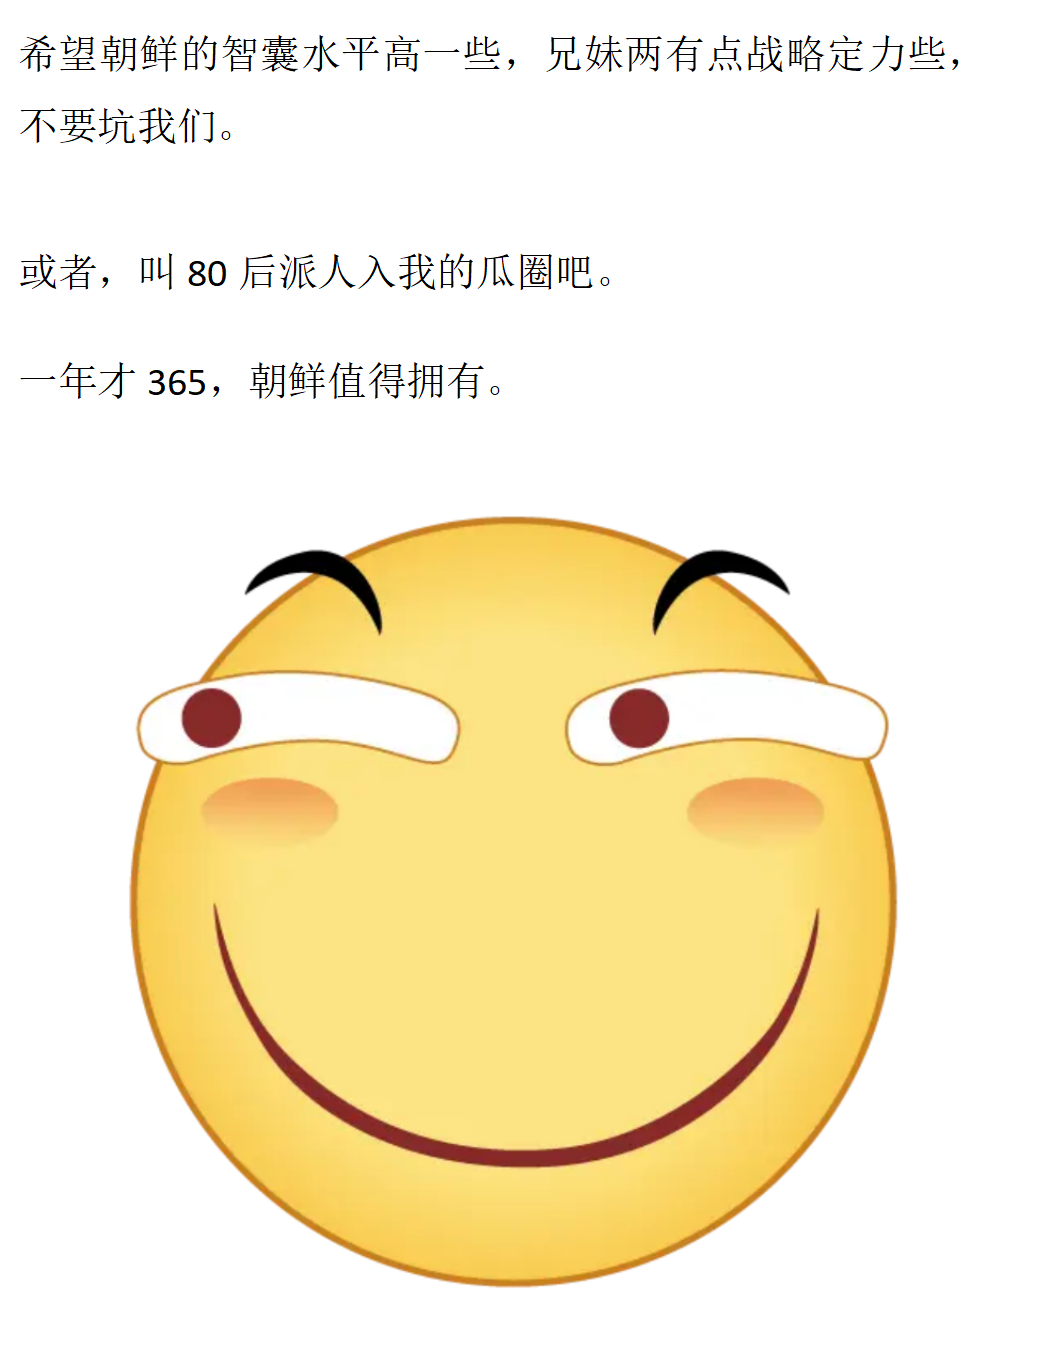 希望朝鲜的智囊水平高一些，兄妹两有点战略定力些，
不要坑我们。
或者，叫 80 后派人入我的瓜圈吧。
一年才 365，朝鲜值得拥有。